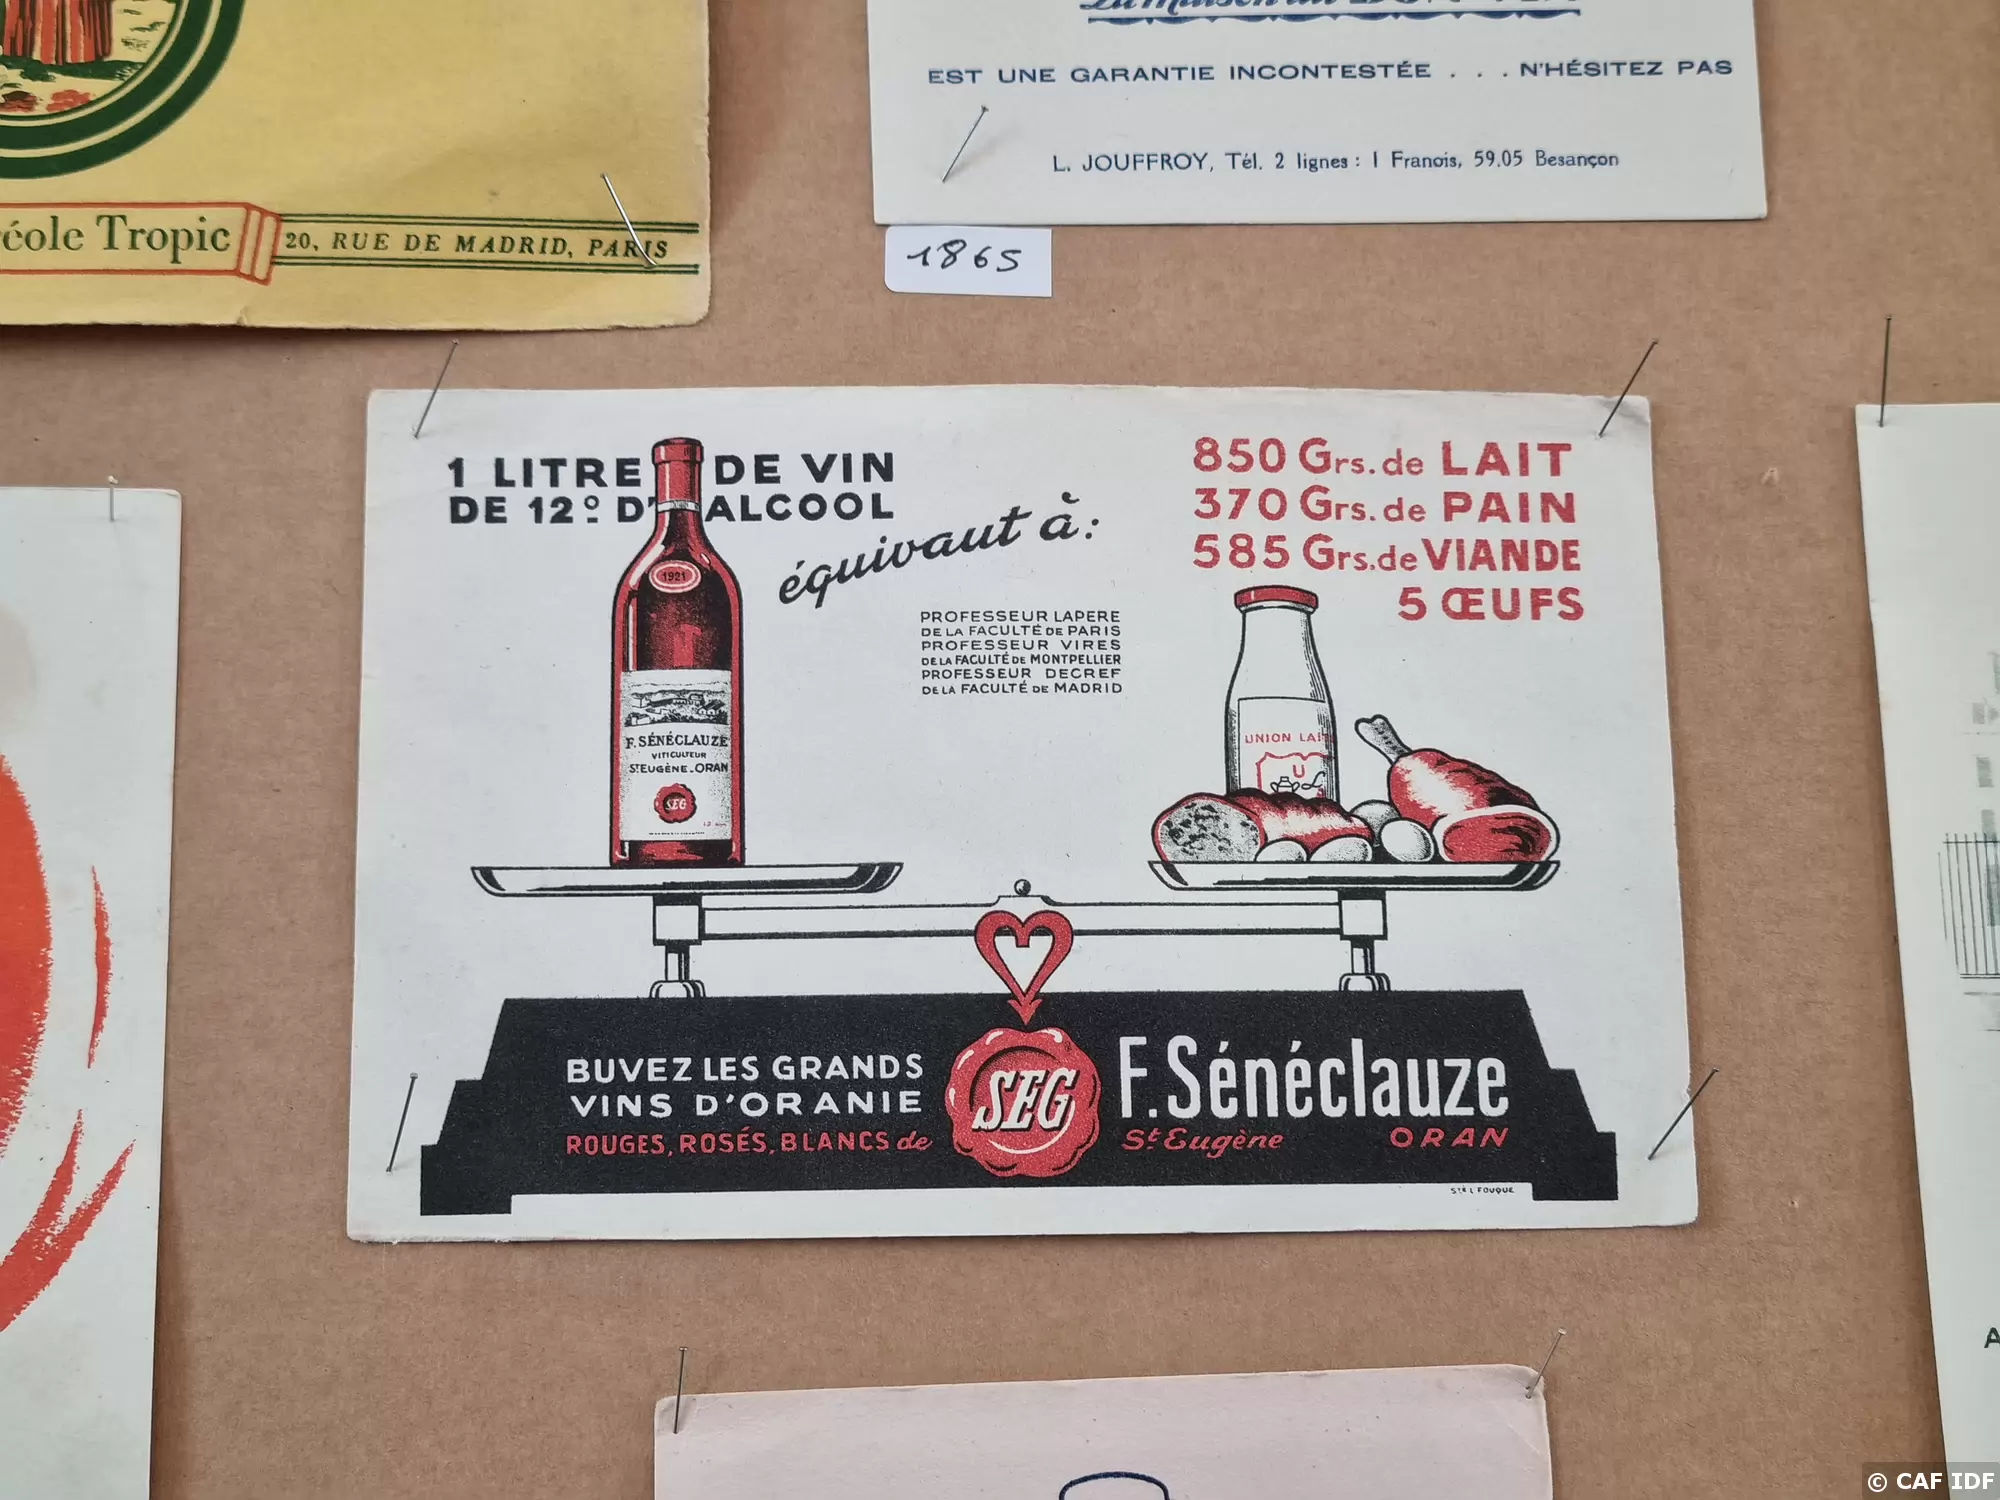 EST UNE GARANTIE INCONTESTÉE . . . N'HÉSITEZ PAS
L. JOUFFROY, Tél. 2 lignes : 1 Franois, 59.05 Besançon
éole Tropic
20, RUE DE MADRID, PARIS
1865
1 LITRE DE VIN
DE 12º D'ALCOOL
équivaut à:
850 Grs. de LAIT
370 Grs. de PAIN
585 Grs. de VIANDE
5 ŒUFS
PROFESSEUR LAPERE
DE LA FACULTÉ DE PARIS
PROFESSEUR VIRES
DE LA FACULTÉ DE MONTPELLIER
PROFESSEUR DECREF
DE LA FACULTÉ DE MADRID
1921
F. SÉNÉCLAUZE
VITICULTEUR
ST EUGÈNE - ORAN
SEG
UNION LAIT
U
BUVEZ LES GRANDS
VINS D'ORANIE
ROUGES, ROSÉS, BLANCS de
SEG
F. Sénéclauze
St Eugène ORAN
STÉ L FOUQUE
© CAF IDF